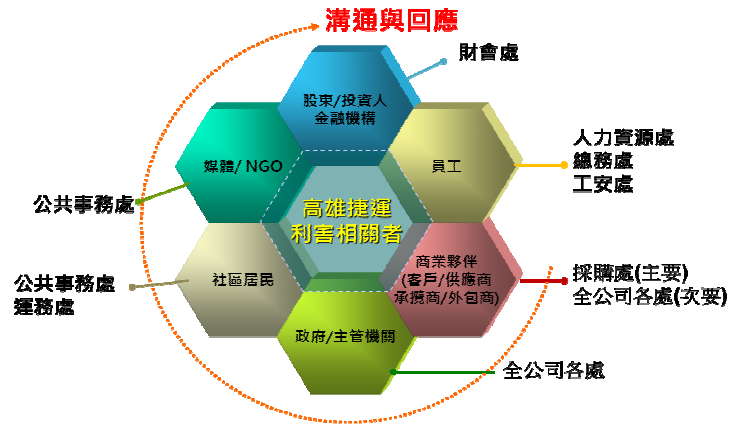 溝通與回應
財會處
股東/投資人
金融機構
媒體/ NGO
員工
人力資源處
總務處
工安處
公共事務處
高雄捷運
利害相關者
社區居民
公共事務處
運務處
商業夥伴
(客戶/供應商
承攬商/外包商)
採購處(主要)
全公司各處(次要)
政府/主管機關
全公司各處